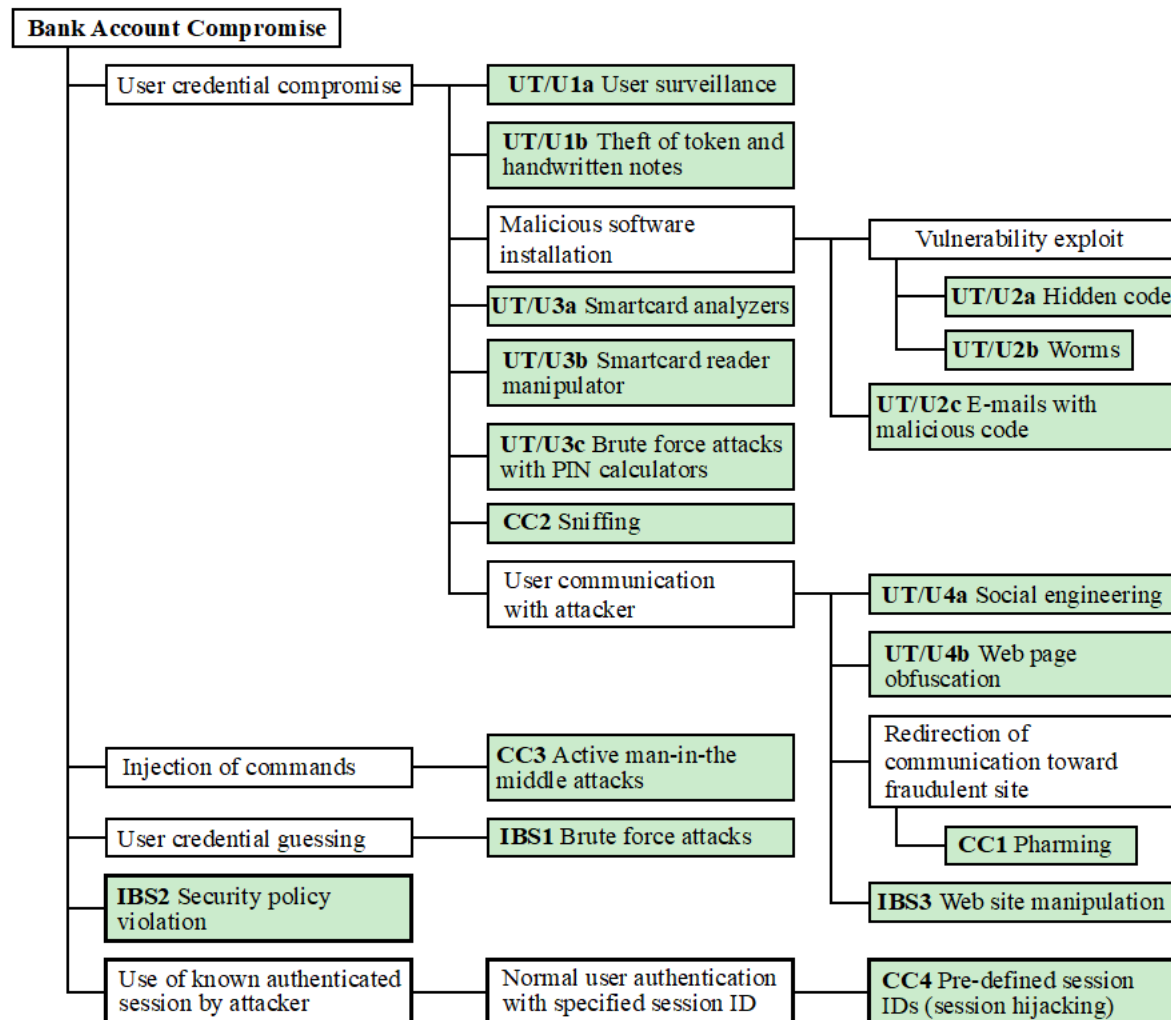 Bank Account Compromise
User credential compromise
UT/U1a User surveillance
UT/U1b Theft of token and
handwritten notes
Malicious software
installation
Vulnerability exploit
UT/U2a Hidden code
UT/U2b Worms
UT/U2c E-mails with
malicious code
UT/U3a Smartcard analyzers
UT/U3b Smartcard reader
manipulator
UT/U3c Brute force attacks
with PIN calculators
CC2 Sniffing
User communication
with attacker
UT/U4a Social engineering
UT/U4b Web page
obfuscation
Redirection of
communication toward
fraudulent site
CC1 Pharming
IBS3 Web site manipulation
Injection of commands
CC3 Active man-in-the
middle attacks
User credential guessing
IBS1 Brute force attacks
IBS2 Security policy
violation
Use of known authenticated
session by attacker
Normal user authentication
with specified session ID
CC4 Pre-defined session
IDs (session hijacking)